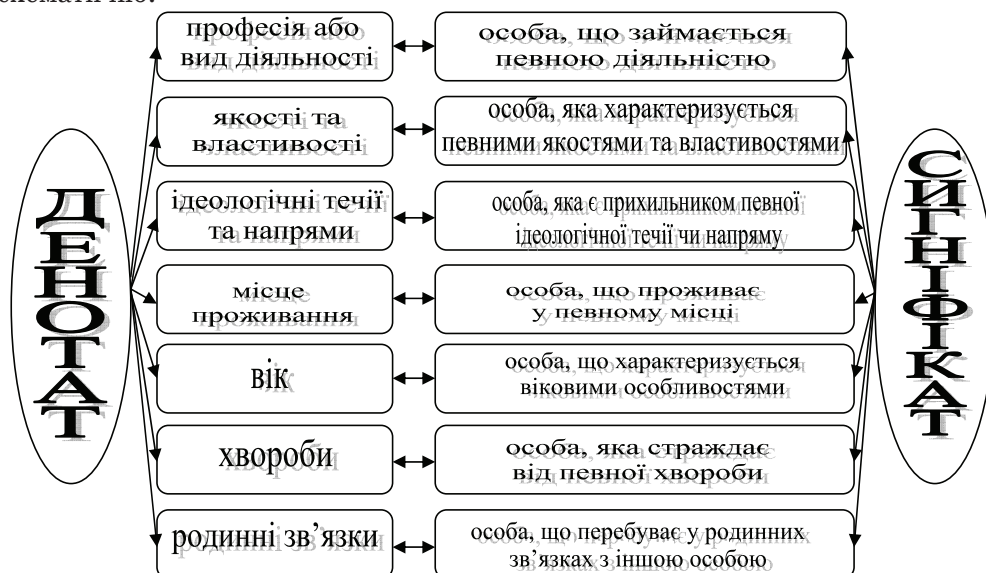 ДЕНОТАТ
професія або
вид діяльності
особа, що займається
певною діяльністю
якості та
властивості
особа, яка характеризується
певними якостями та властивостями
ідеологічні течії
та напрями
особа, яка є прихильником певної
ідеологічної течії чи напряму
місце
проживання
особа, що проживає
у певному місці
вік
особа, що характеризується
віковими особливостями
хвороби
особа, яка страждає
від певної хвороби
родинні зв’язки
особа, що перебуває у родинних
зв’язках з іншою особою
СИГНІФІКАТ